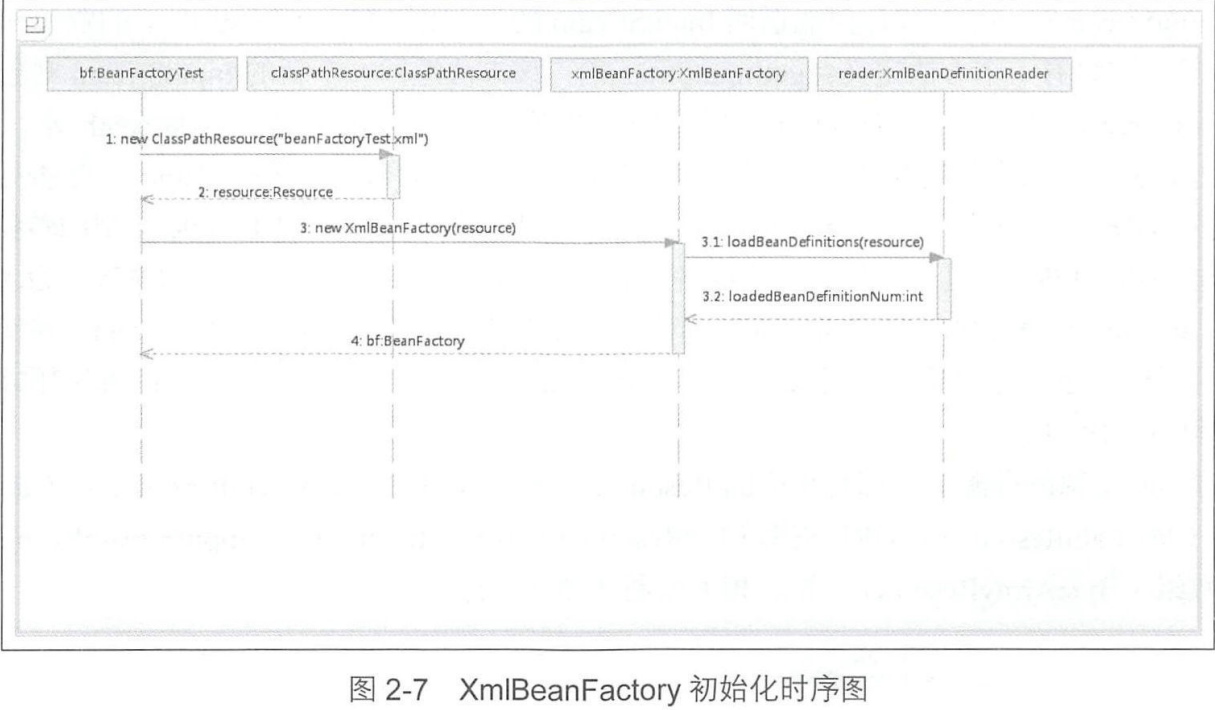 bf:BeanFactoryTest
classPathResource:ClassPathResource
xmlBeanFactory:XmlBeanFactory
reader:XmlBeanDefinitionReader
1: new ClassPathResource("beanFactoryTest.xml")
2: resource:Resource
3: new XmlBeanFactory(resource)
3.1: loadBeanDefinitions(resource)
3.2: loadedBeanDefinitionNum:int
4: bf:BeanFactory
图 2-7 XmlBeanFactory 初始化时序图